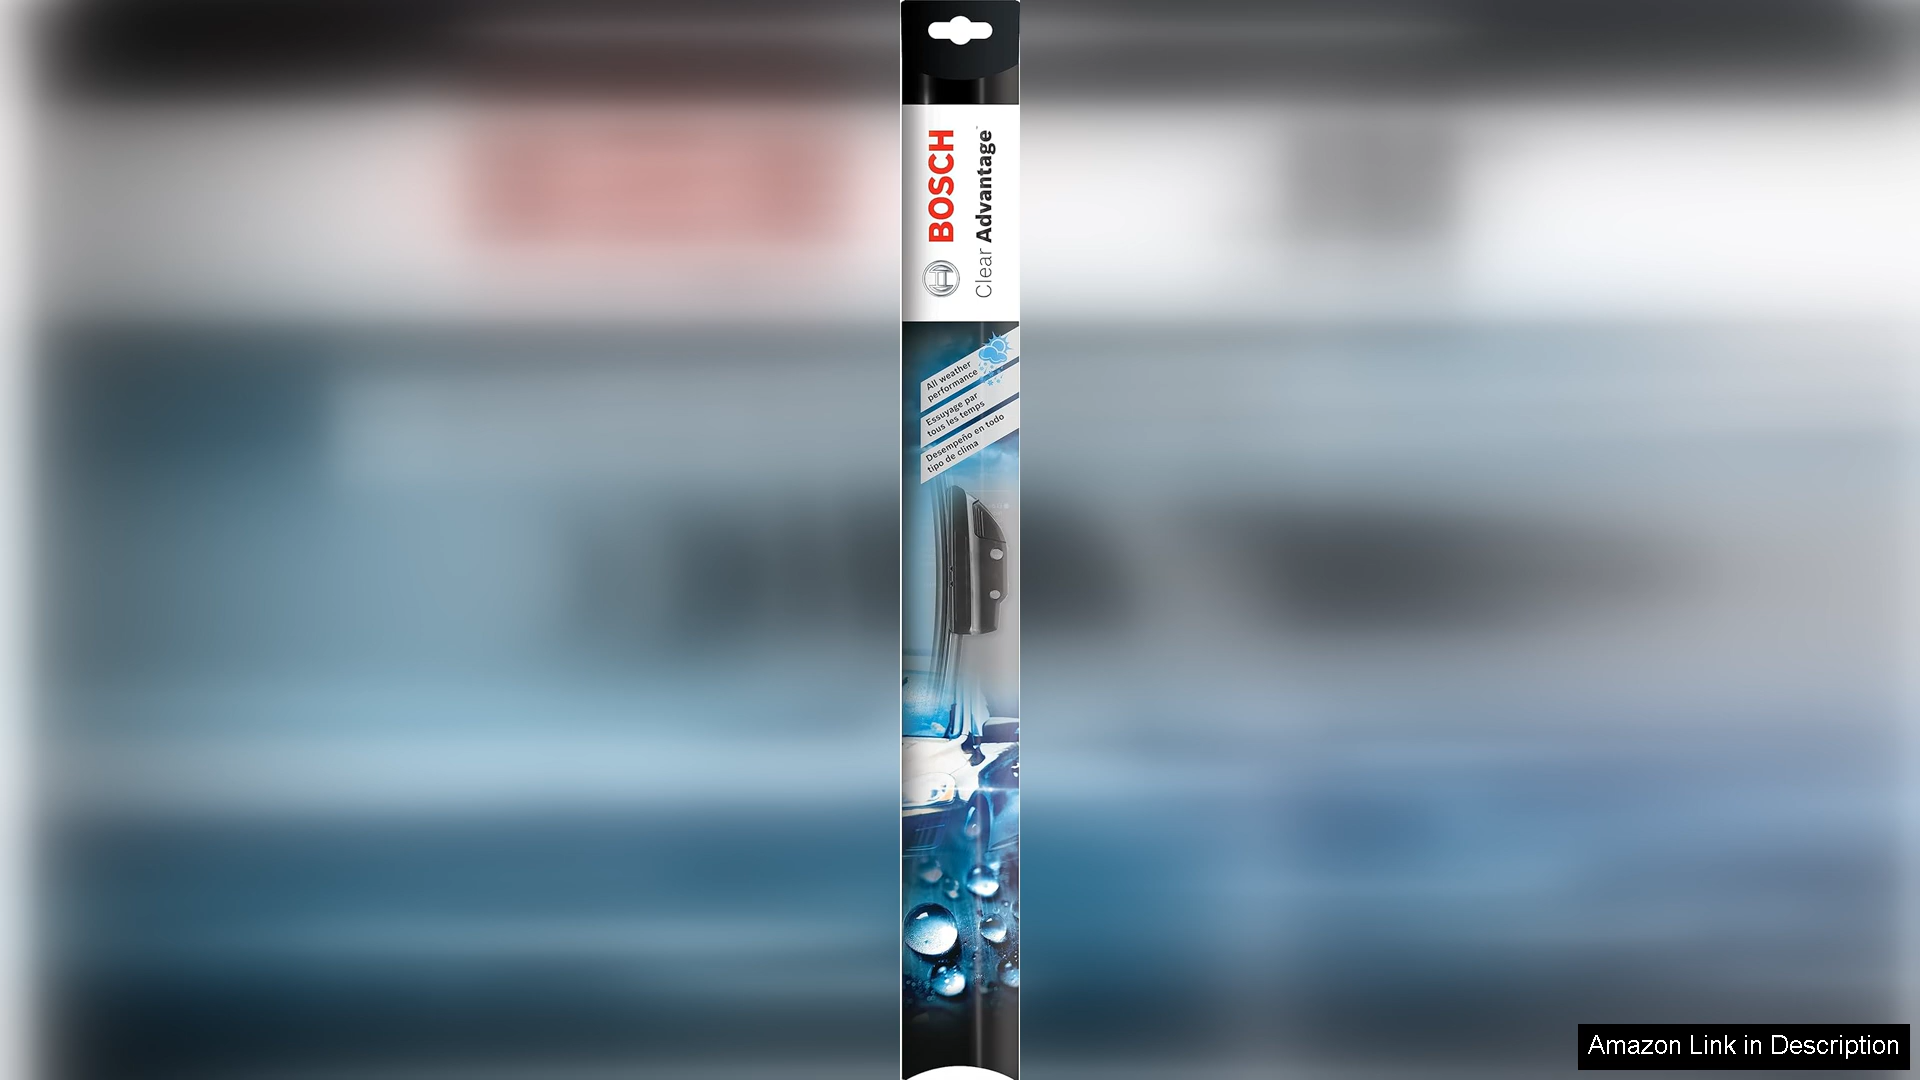 BOSCH
Clear Advantage™
All weather
performance
Essuyage par
tous les temps
Desempeño en todo
tipo de clima
Amazon Link in Description